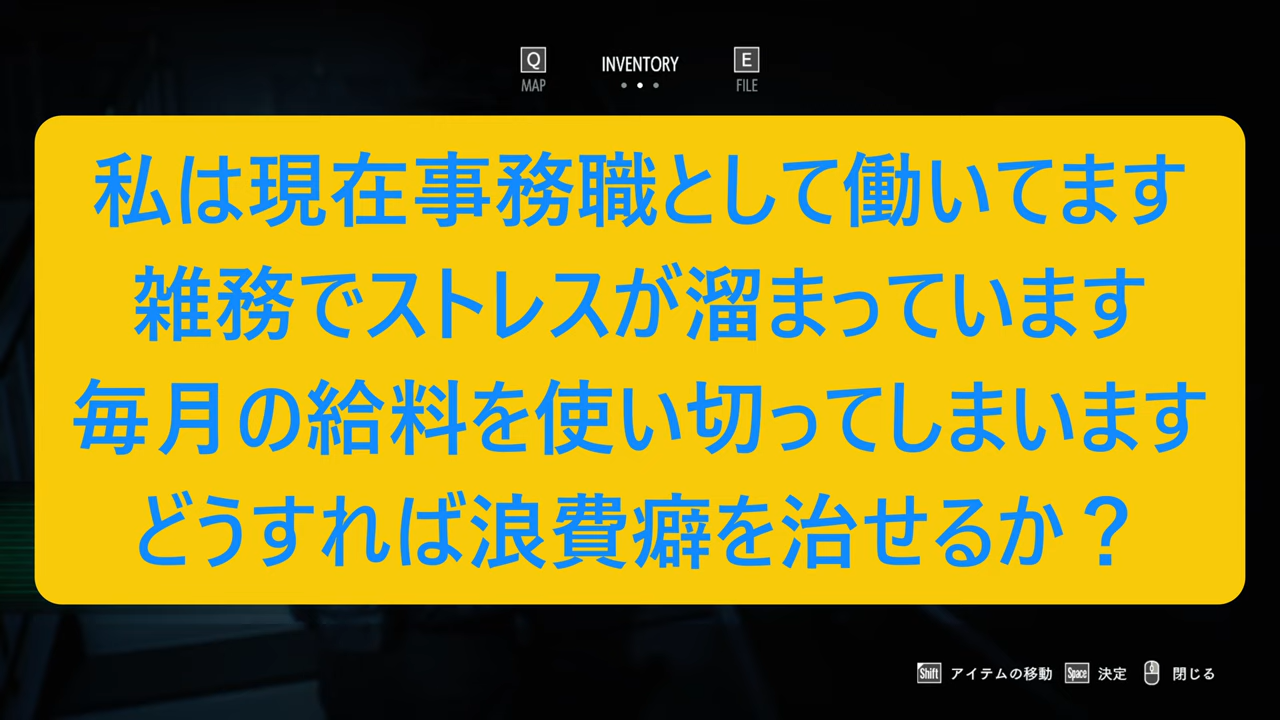 Q
INVENTORY
E
MAP
FILE
私は現在事務職として働いてます
雑務でストレスが溜まっています
毎月の給料を使い切ってしまいます
どうすれば浪費癖を治せるか？
Shift アイテムの移動 Space 決定 閉じる